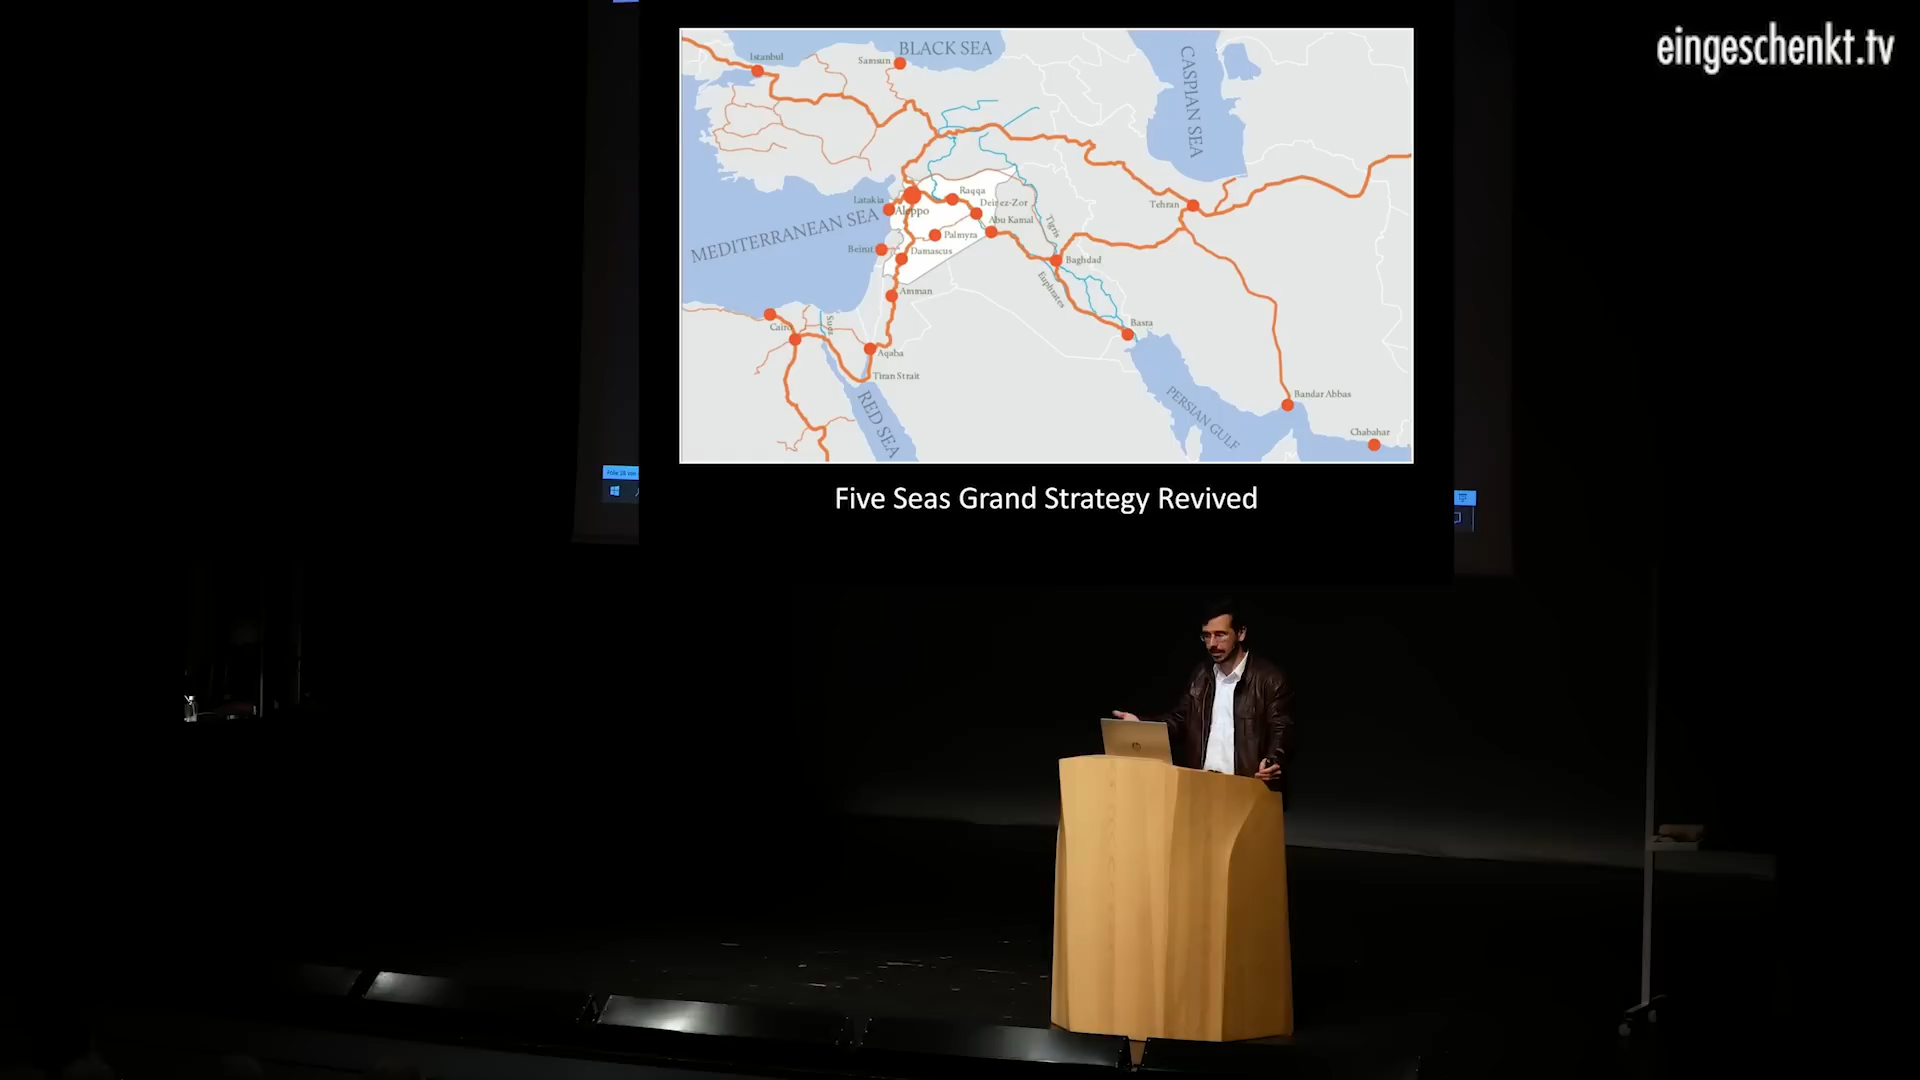 eingeschenkt.tv
BLACK SEA
Istanbul
Samsun
CASPIAN SEA
Latakia
Aleppo
Raqqa
Deir ez-Zor
Abu Kamal
Tehran
MEDITERRANEAN SEA
Palmyra
Tigris
Beirut
Damascus
Baghdad
Euphrates
Amman
Cairo
Suez
Basra
Aqaba
Tiran Strait
RED SEA
PERSIAN GULF
Bandar Abbas
Chabahar
Five Seas Grand Strategy Revived